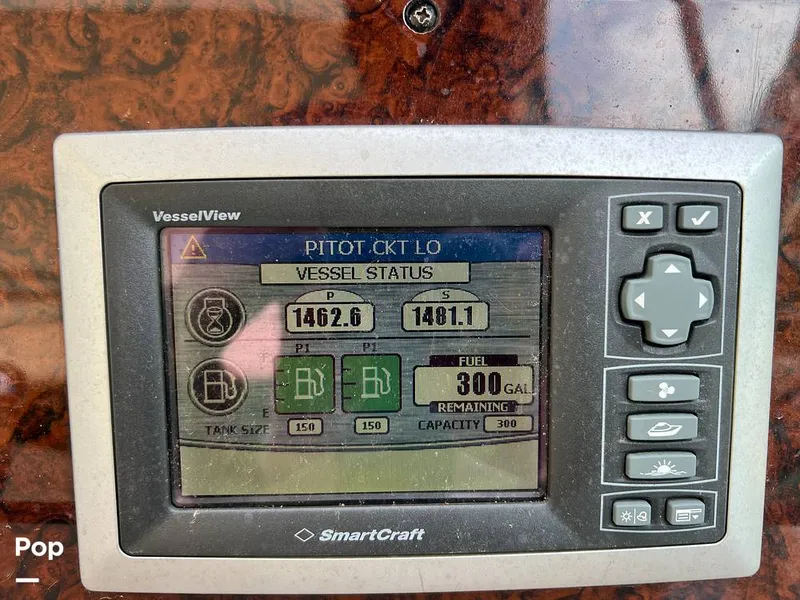 VesselView
PITOT CKT LO
VESSEL STATUS
P S
1462.6 1481.1
P1 P1
F
FUEL
300 GAL
REMAINING
E
TANK SIZE 150 150 CAPACITY 300
SmartCraft
X
Pop